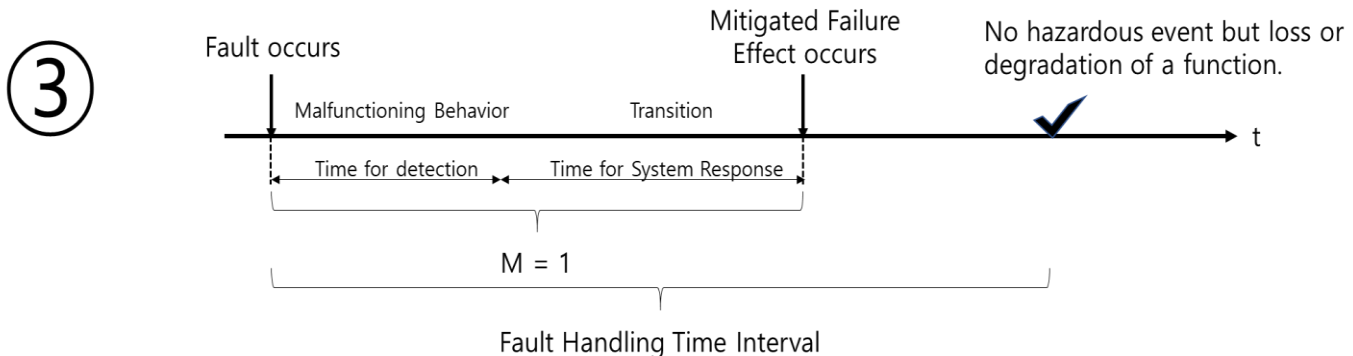 ③
Fault occurs
Mitigated Failure
Effect occurs
No hazardous event but loss or
degradation of a function.
Malfunctioning Behavior
Transition
t
Time for detection
Time for System Response
M = 1
Fault Handling Time Interval